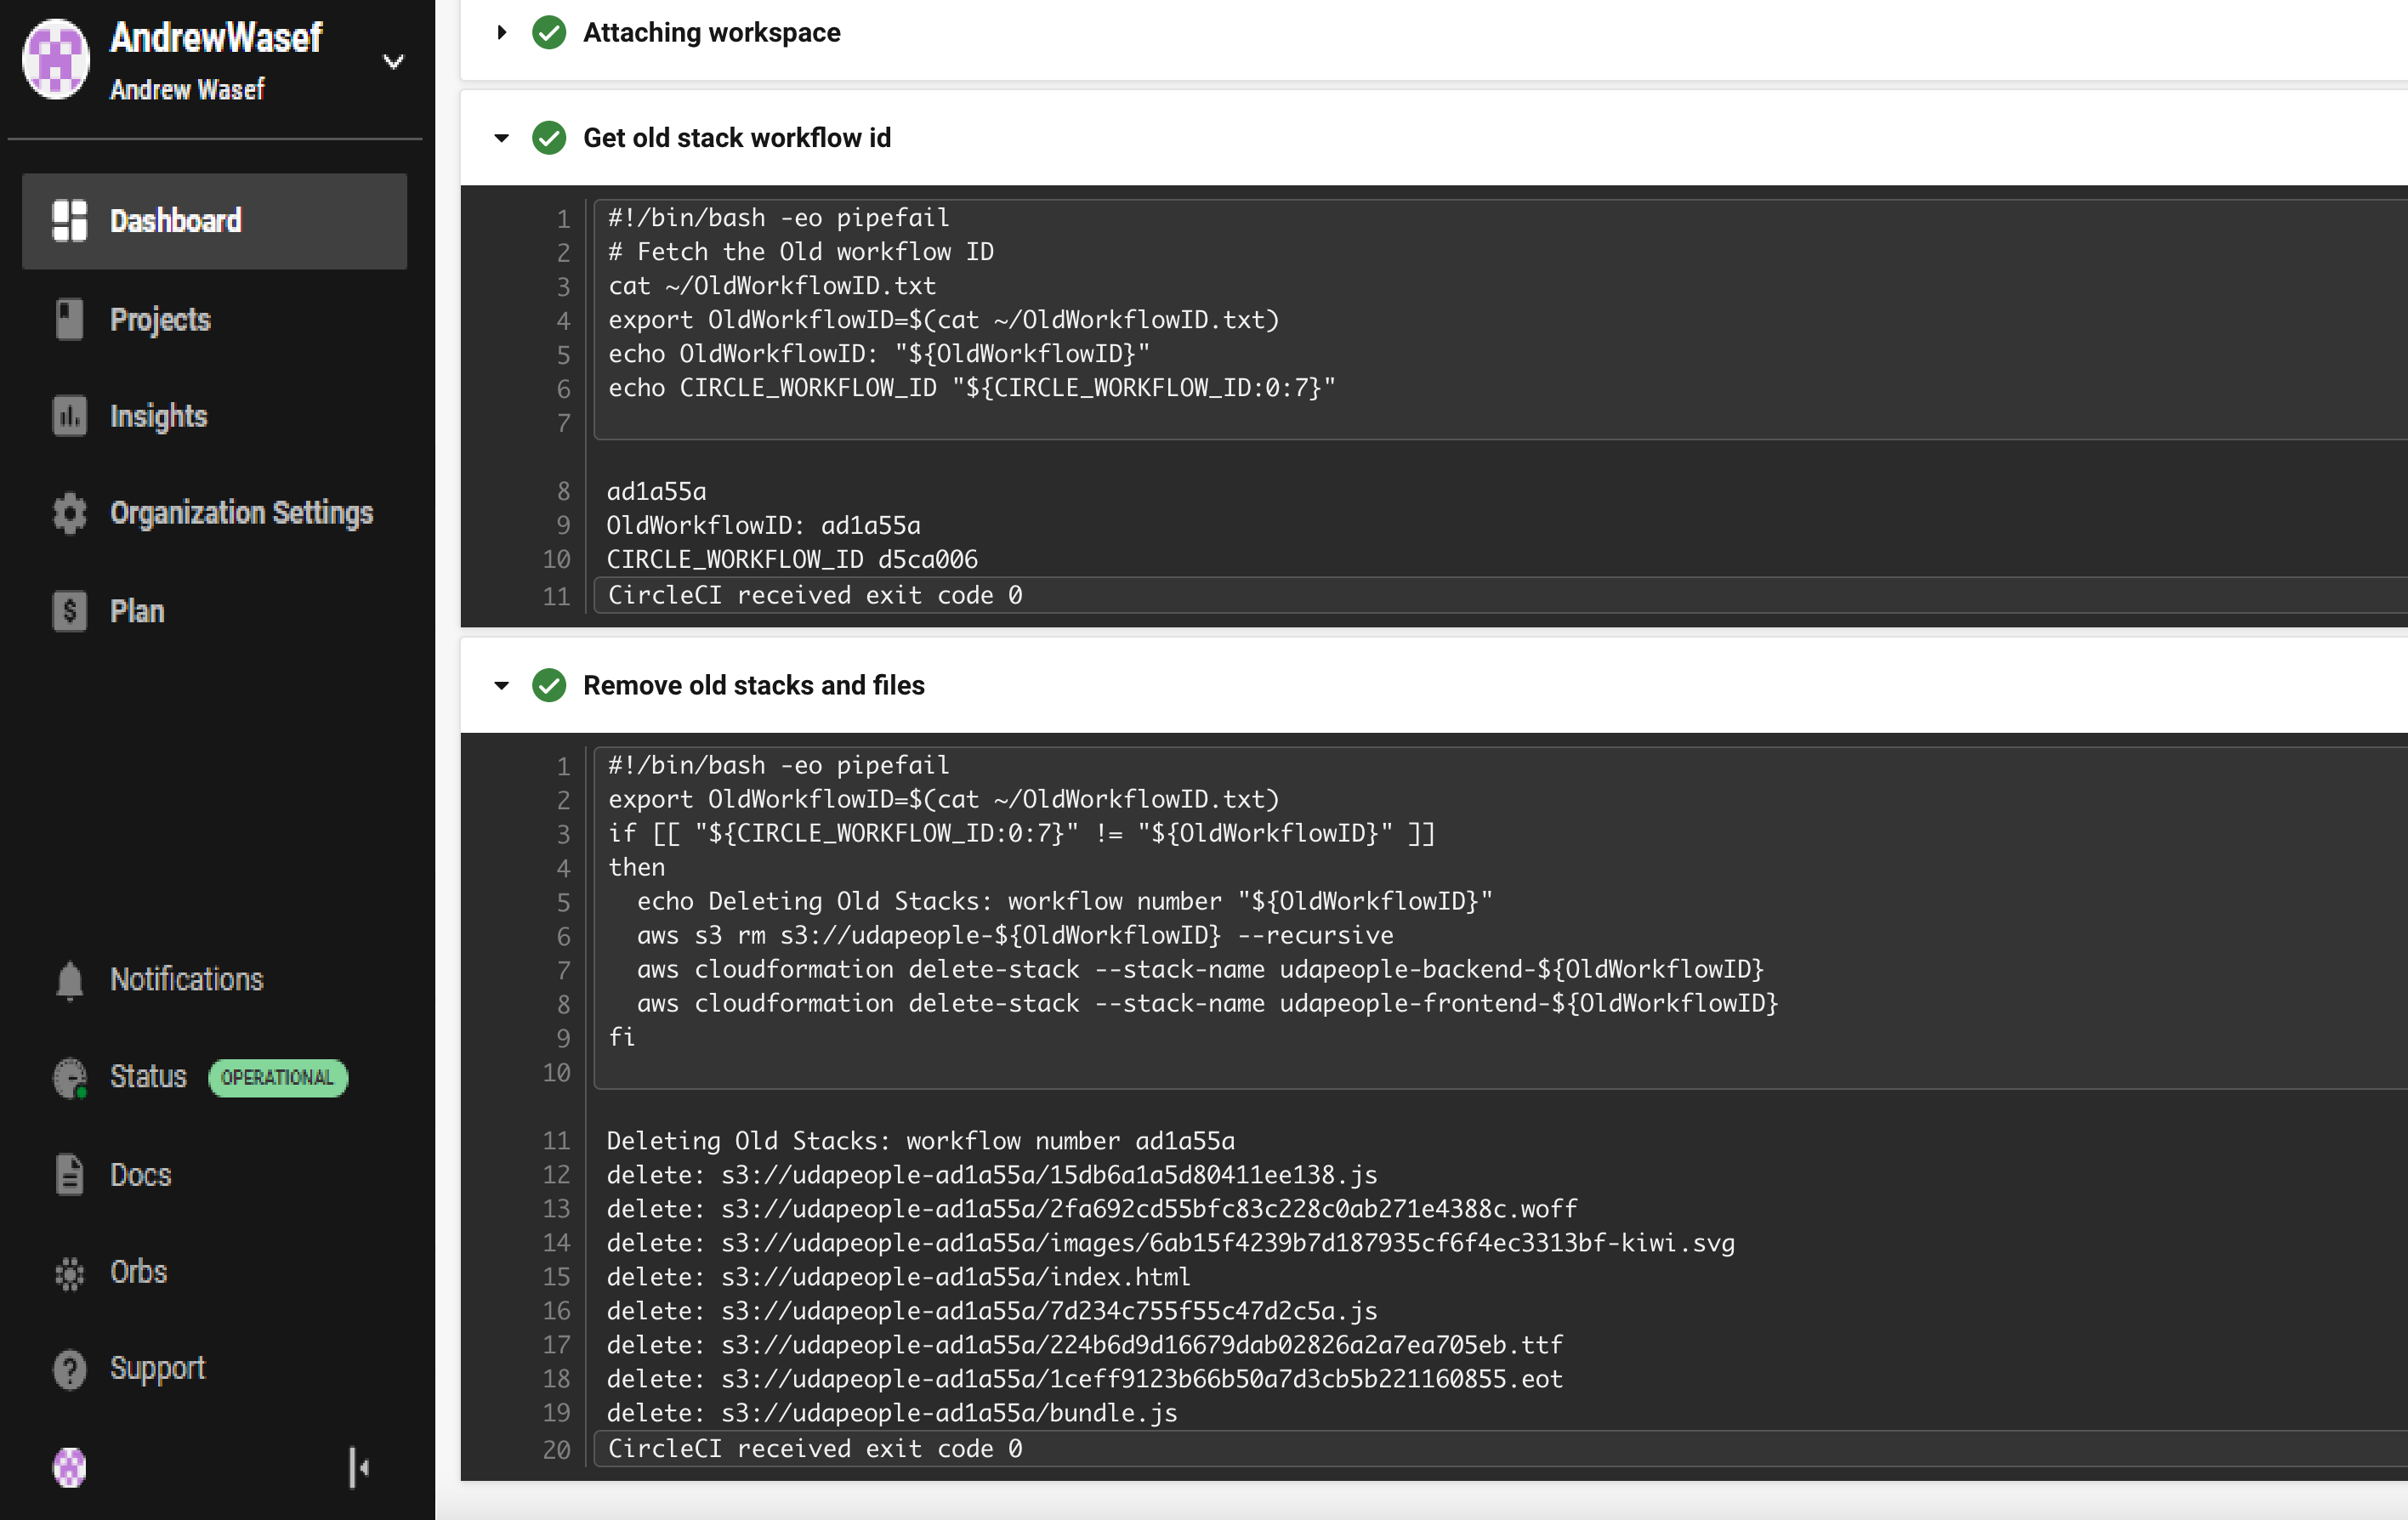 AndrewWasef
Andrew Wasef
Dashboard
Projects
Insights
Organization Settings
Plan
Notifications
Status OPERATIONAL
Docs
Orbs
Support
Attaching workspace
Get old stack workflow id
1 #!/bin/bash -eo pipefail
2 # Fetch the Old workflow ID
3 cat ~/OldWorkflowID.txt
4 export OldWorkflowID=$(cat ~/OldWorkflowID.txt)
5 echo OldWorkflowID: "${OldWorkflowID}"
6 echo CIRCLE_WORKFLOW_ID "${CIRCLE_WORKFLOW_ID:0:7}"
7
8 ad1a55a
9 OldWorkflowID: ad1a55a
10 CIRCLE_WORKFLOW_ID d5ca006
11 CircleCI received exit code 0
Remove old stacks and files
1 #!/bin/bash -eo pipefail
2 export OldWorkflowID=$(cat ~/OldWorkflowID.txt)
3 if [[ "${CIRCLE_WORKFLOW_ID:0:7}" != "${OldWorkflowID}" ]]
4 then
5   echo Deleting Old Stacks: workflow number "${OldWorkflowID}"
6   aws s3 rm s3://udapeople-${OldWorkflowID} --recursive
7   aws cloudformation delete-stack --stack-name udapeople-backend-${OldWorkflowID}
8   aws cloudformation delete-stack --stack-name udapeople-frontend-${OldWorkflowID}
9 fi
10
11 Deleting Old Stacks: workflow number ad1a55a
12 delete: s3://udapeople-ad1a55a/15db6a1a5d80411ee138.js
13 delete: s3://udapeople-ad1a55a/2fa692cd55bfc83c228c0ab271e4388c.woff
14 delete: s3://udapeople-ad1a55a/images/6ab15f4239b7d187935cf6f4ec3313bf-kiwi.svg
15 delete: s3://udapeople-ad1a55a/index.html
16 delete: s3://udapeople-ad1a55a/7d234c755f55c47d2c5a.js
17 delete: s3://udapeople-ad1a55a/224b6d9d16679dab02826a2a7ea705eb.ttf
18 delete: s3://udapeople-ad1a55a/1ceff9123b66b50a7d3cb5b221160855.eot
19 delete: s3://udapeople-ad1a55a/bundle.js
20 CircleCI received exit code 0